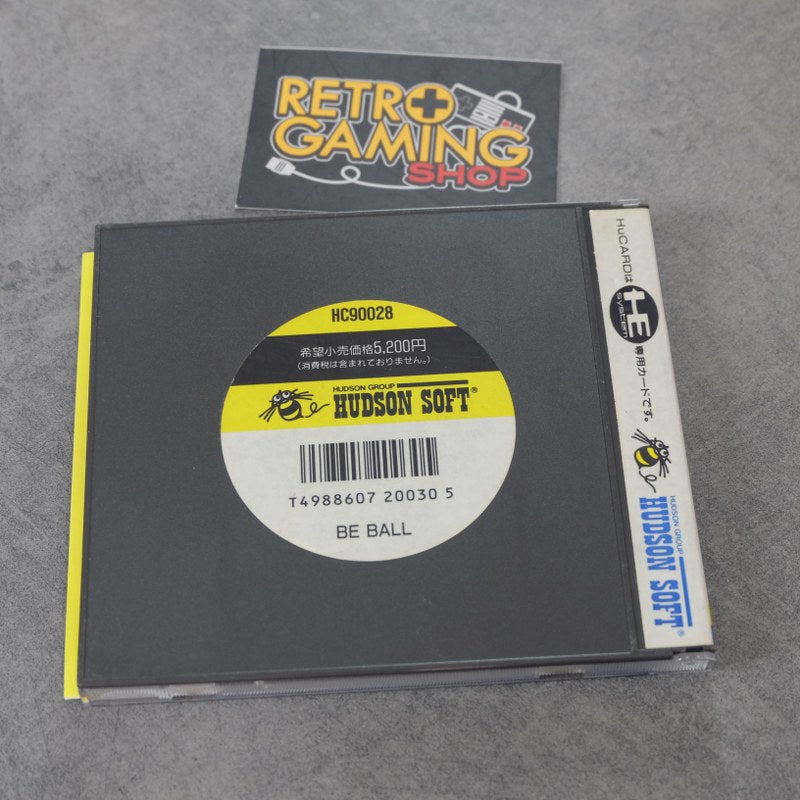 RETRO
GAMING
SHOP
HC90028
希望小売価格5,200円
(消費税は含まれておりません。)
HUDSON GROUP
HUDSON SOFT®
T4988607 20030 5
BE BALL
HuCARDは
HE
system
専用カードです。
HUDSON GROUP
HUDSON SOFT®